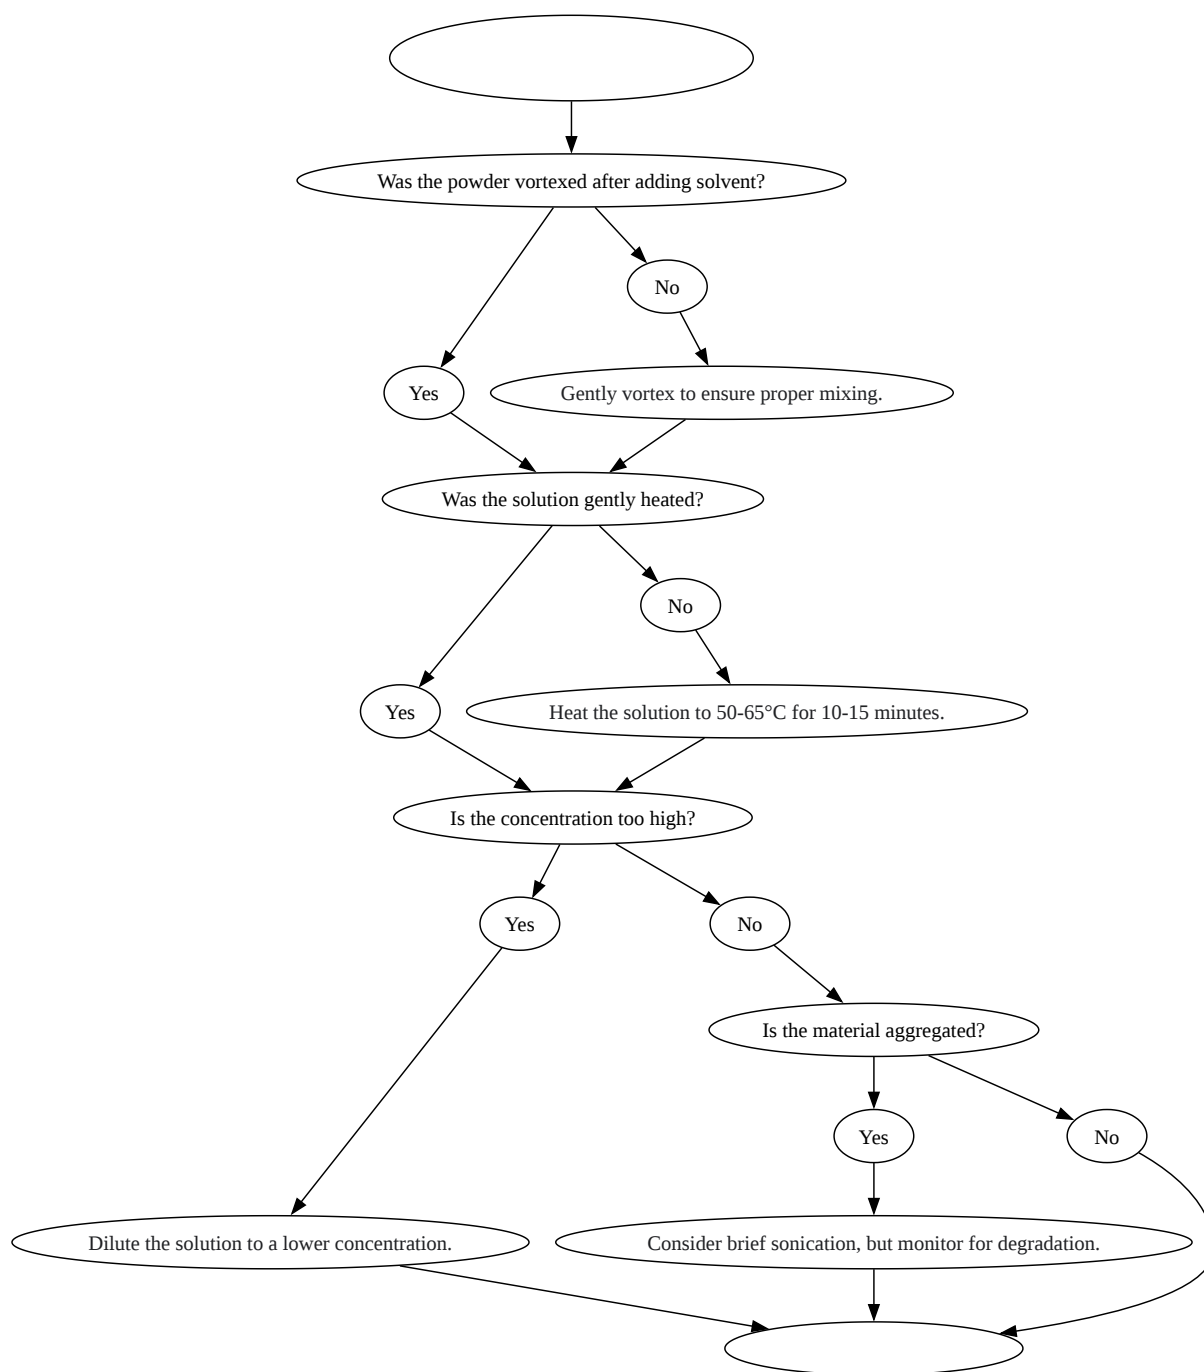 Was the powder vortexed after adding solvent?
No
Yes
Gently vortex to ensure proper mixing.
Was the solution gently heated?
No
Yes
Heat the solution to 50-65°C for 10-15 minutes.
Is the concentration too high?
Yes
No
Is the material aggregated?
Yes
No
Dilute the solution to a lower concentration.
Consider brief sonication, but monitor for degradation.